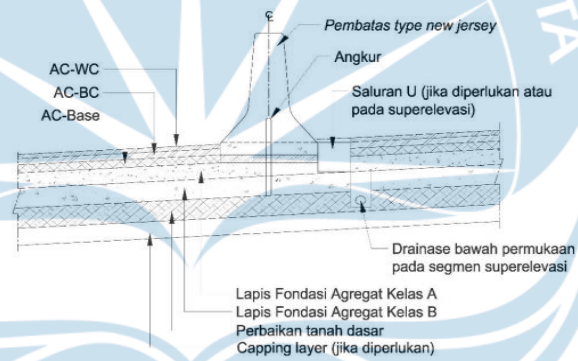 ℄
Pembatas type new jersey
Angkur
AC-WC
AC-BC
AC-Base
Saluran U (jika diperlukan atau
pada superelevasi)
Drainase bawah permukaan
pada segmen superelevasi
Lapis Fondasi Agregat Kelas A
Lapis Fondasi Agregat Kelas B
Perbaikan tanah dasar
Capping layer (jika diperlukan)
TA